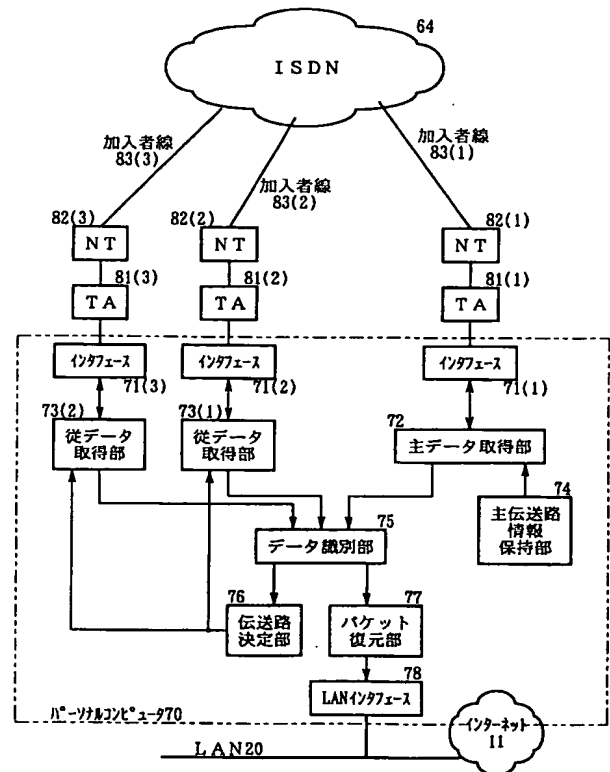 64
ISDN
加入者線
83(3)
加入者線
83(2)
加入者線
83(1)
82(3)
NT
82(2)
NT
82(1)
NT
81(3)
TA
81(2)
TA
81(1)
TA
インタフェース
71(3)
インタフェース
71(2)
インタフェース
71(1)
73(2)
従データ
取得部
73(1)
従データ
取得部
72
主データ取得部
74
主伝送路
情報
保持部
75
データ識別部
76
伝送路
決定部
77
パケット
復元部
78
LANインタフェース
パーソナルコンピュータ70
LAN20
インターネット
11